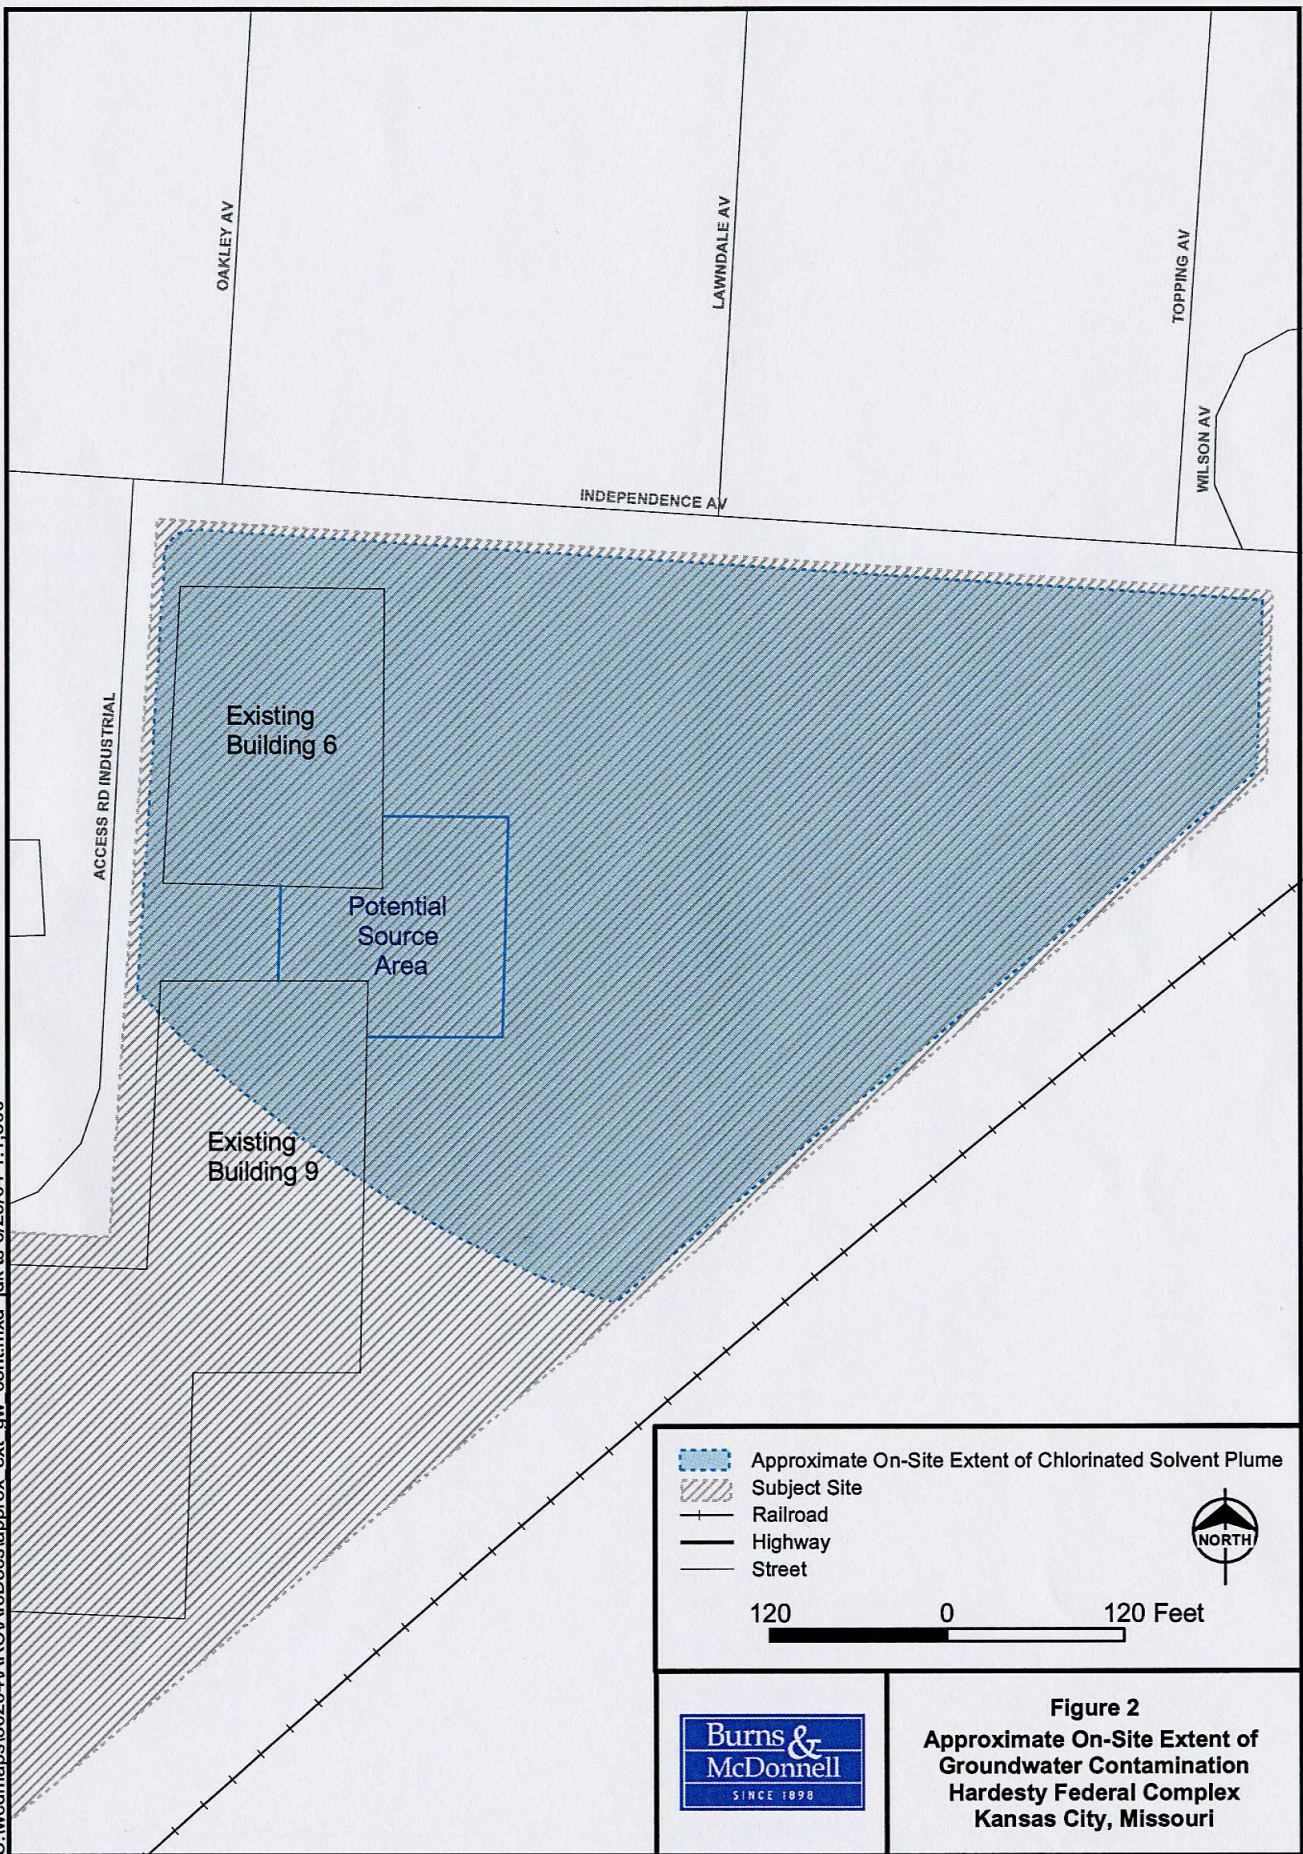 OAKLEY AV
LAWNDALE AV
TOPPING AV
WILSON AV
INDEPENDENCE AV
ACCESS RD INDUSTRIAL
Existing
Building 6
Potential
Source
Area
Existing
Building 9
Approximate On-Site Extent of Chlorinated Solvent Plume
Subject Site
Railroad
Highway
Street
NORTH
120 0 120 Feet
Burns &
McDonnell
SINCE 1898
Figure 2
Approximate On-Site Extent of
Groundwater Contamination
Hardesty Federal Complex
Kansas City, Missouri